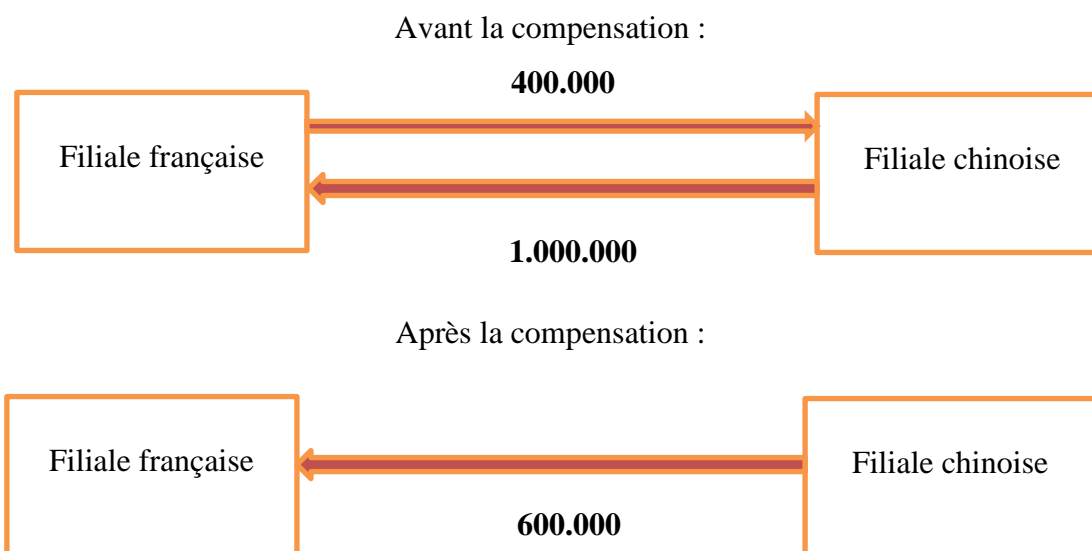 Avant la compensation :
400.000
Filiale française
Filiale chinoise
1.000.000
Après la compensation :
Filiale française
Filiale chinoise
600.000